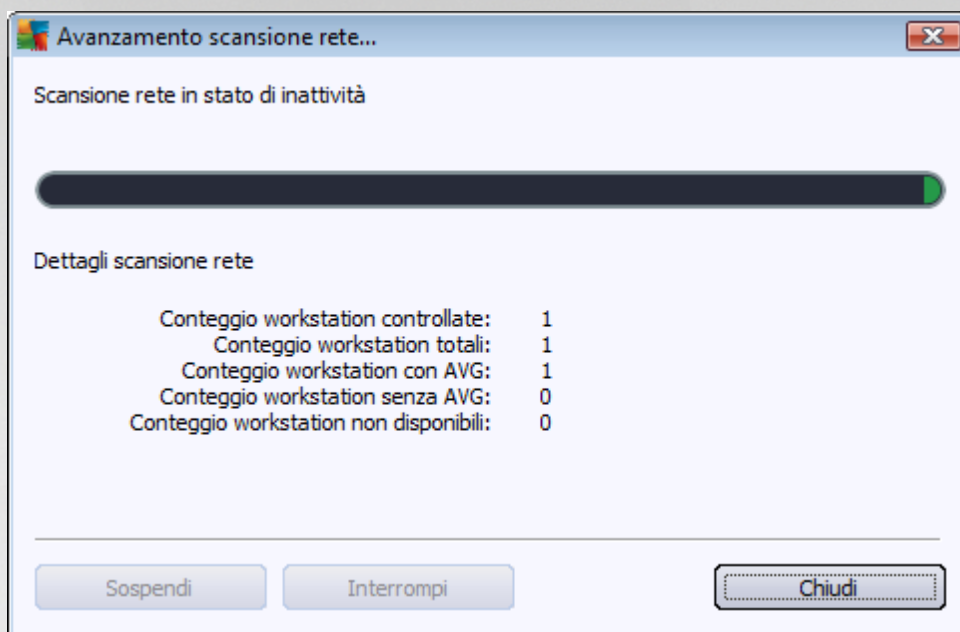 Avanzamento scansione rete...
Scansione rete in stato di inattività
Dettagli scansione rete
Conteggio workstation controllate: 1
Conteggio workstation totali: 1
Conteggio workstation con AVG: 1
Conteggio workstation senza AVG: 0
Conteggio workstation non disponibili: 0
Sospendi Interrompi Chiudi